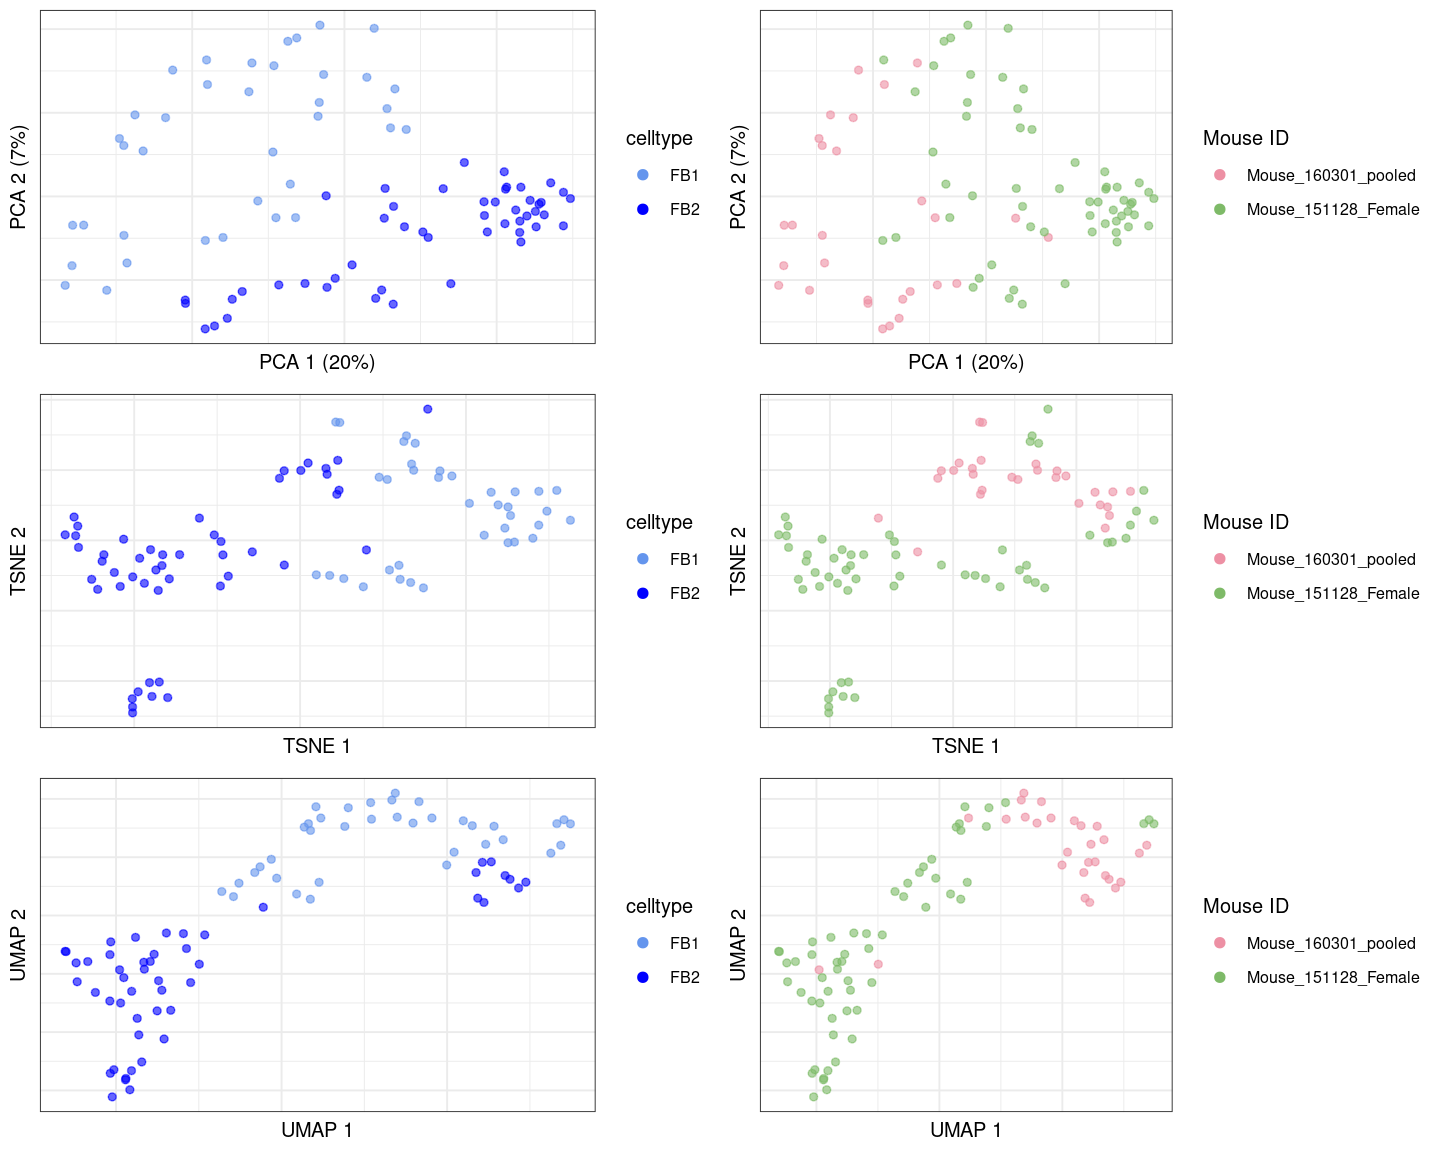 PCA 2 (7%)
PCA 1 (20%)
celltype
FB1
FB2
PCA 2 (7%)
PCA 1 (20%)
Mouse ID
Mouse_160301_pooled
Mouse_151128_Female
TSNE 2
TSNE 1
celltype
FB1
FB2
TSNE 2
TSNE 1
Mouse ID
Mouse_160301_pooled
Mouse_151128_Female
UMAP 2
UMAP 1
celltype
FB1
FB2
UMAP 2
UMAP 1
Mouse ID
Mouse_160301_pooled
Mouse_151128_Female